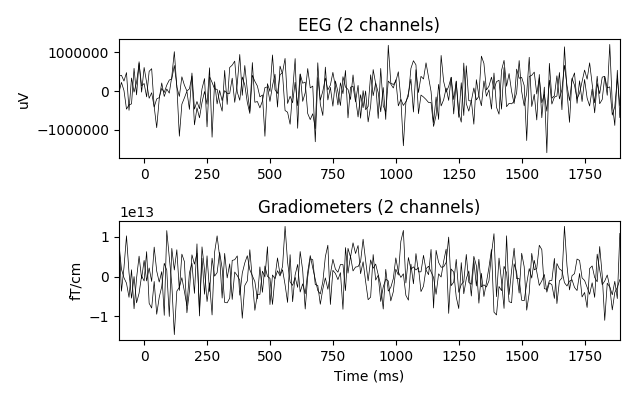 EEG (2 channels)
1000000
0
−1000000
uV
0 250 500 750 1000 1250 1500 1750
1e13
Gradiometers (2 channels)
1
0
−1
fT/cm
0 250 500 750 1000 1250 1500 1750
Time (ms)